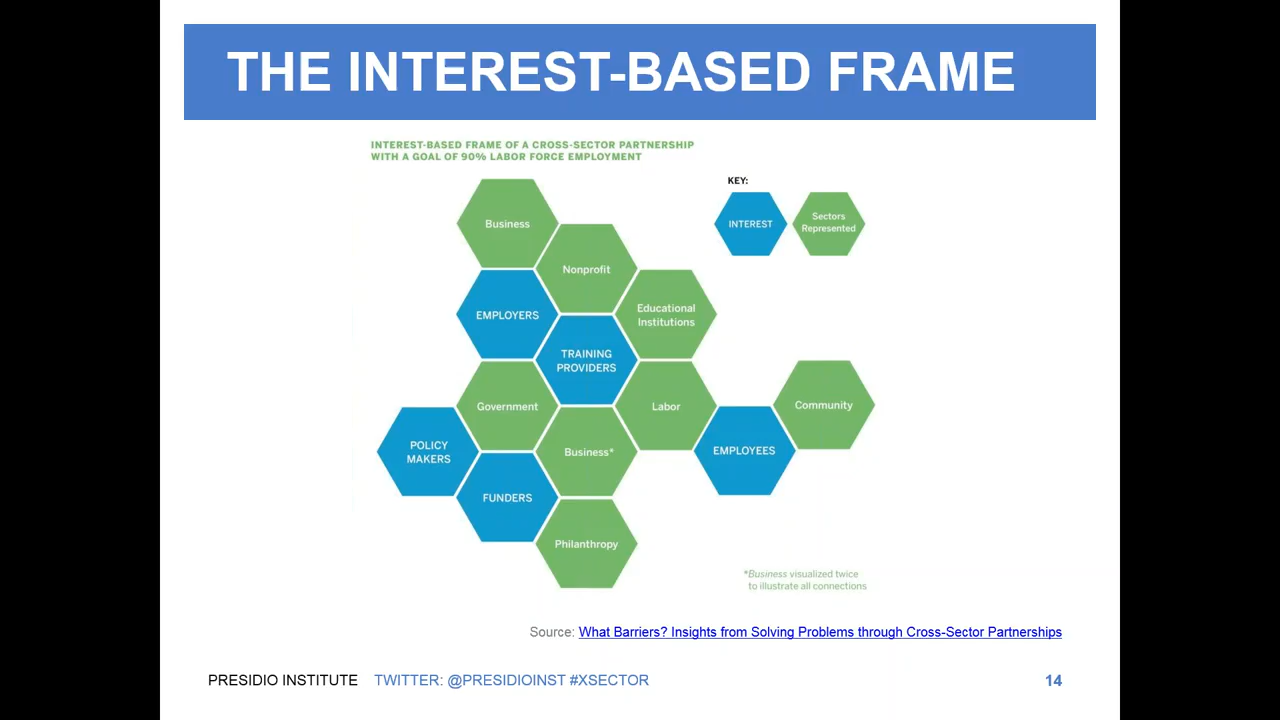 THE INTEREST-BASED FRAME
INTEREST-BASED FRAME OF A CROSS-SECTOR PARTNERSHIP
WITH A GOAL OF 90% LABOR FORCE EMPLOYMENT
KEY:
INTEREST
Sectors
Represented
Business
Nonprofit
EMPLOYERS
Educational
Institutions
TRAINING
PROVIDERS
Government
Labor
Community
POLICY
MAKERS
Business*
EMPLOYEES
FUNDERS
Philanthropy
*Business visualized twice
to illustrate all connections
Source: What Barriers? Insights from Solving Problems through Cross-Sector Partnerships
PRESIDIO INSTITUTE TWITTER: @PRESIDIOINST #XSECTOR 14